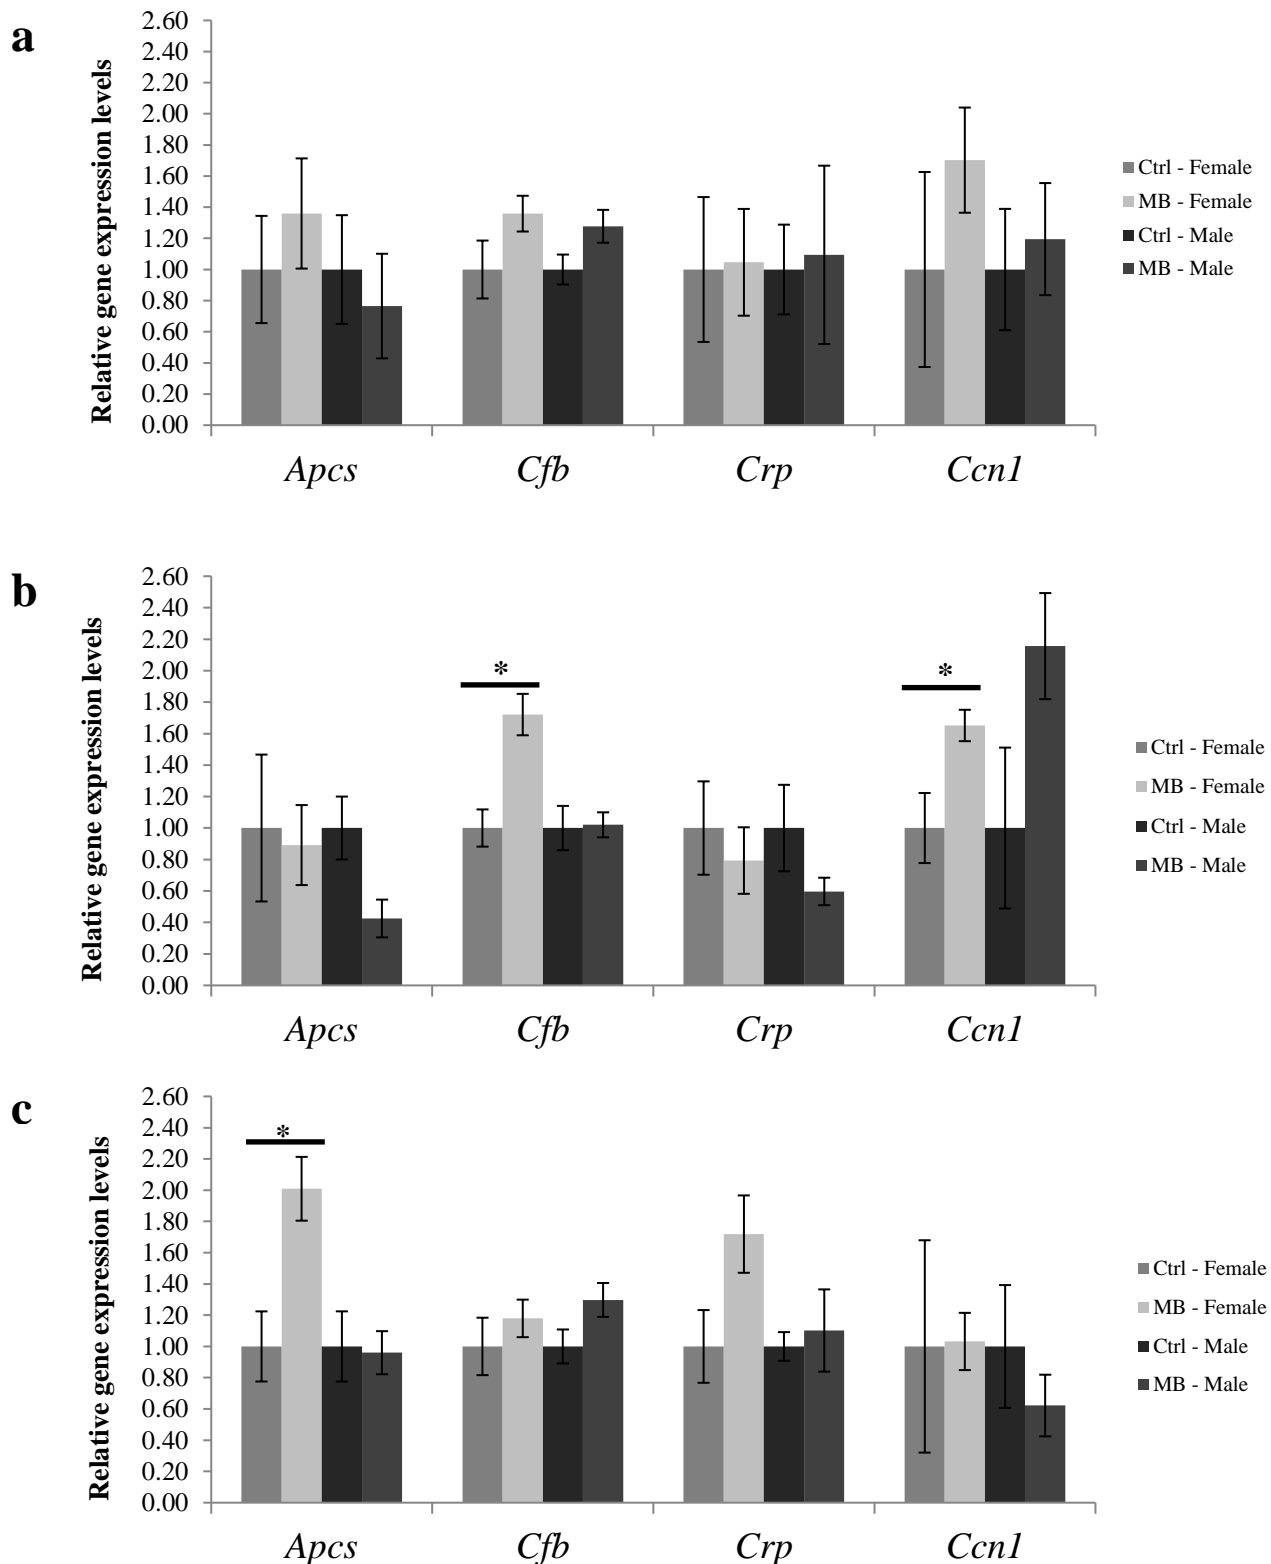 a
Relative gene expression levels
2.60
2.40
2.20
2.00
1.80
1.60
1.40
1.20
1.00
0.80
0.60
0.40
0.20
0.00
Apcs Cfb Crp Ccn1
Ctrl - Female
MB - Female
Ctrl - Male
MB - Male
b
Relative gene expression levels
2.60
2.40
2.20
2.00
1.80
1.60
1.40
1.20
1.00
0.80
0.60
0.40
0.20
0.00
* *
Apcs Cfb Crp Ccn1
Ctrl - Female
MB - Female
Ctrl - Male
MB - Male
c
Relative gene expression levels
2.60
2.40
2.20
2.00
1.80
1.60
1.40
1.20
1.00
0.80
0.60
0.40
0.20
0.00
*
Apcs Cfb Crp Ccn1
Ctrl - Female
MB - Female
Ctrl - Male
MB - Male